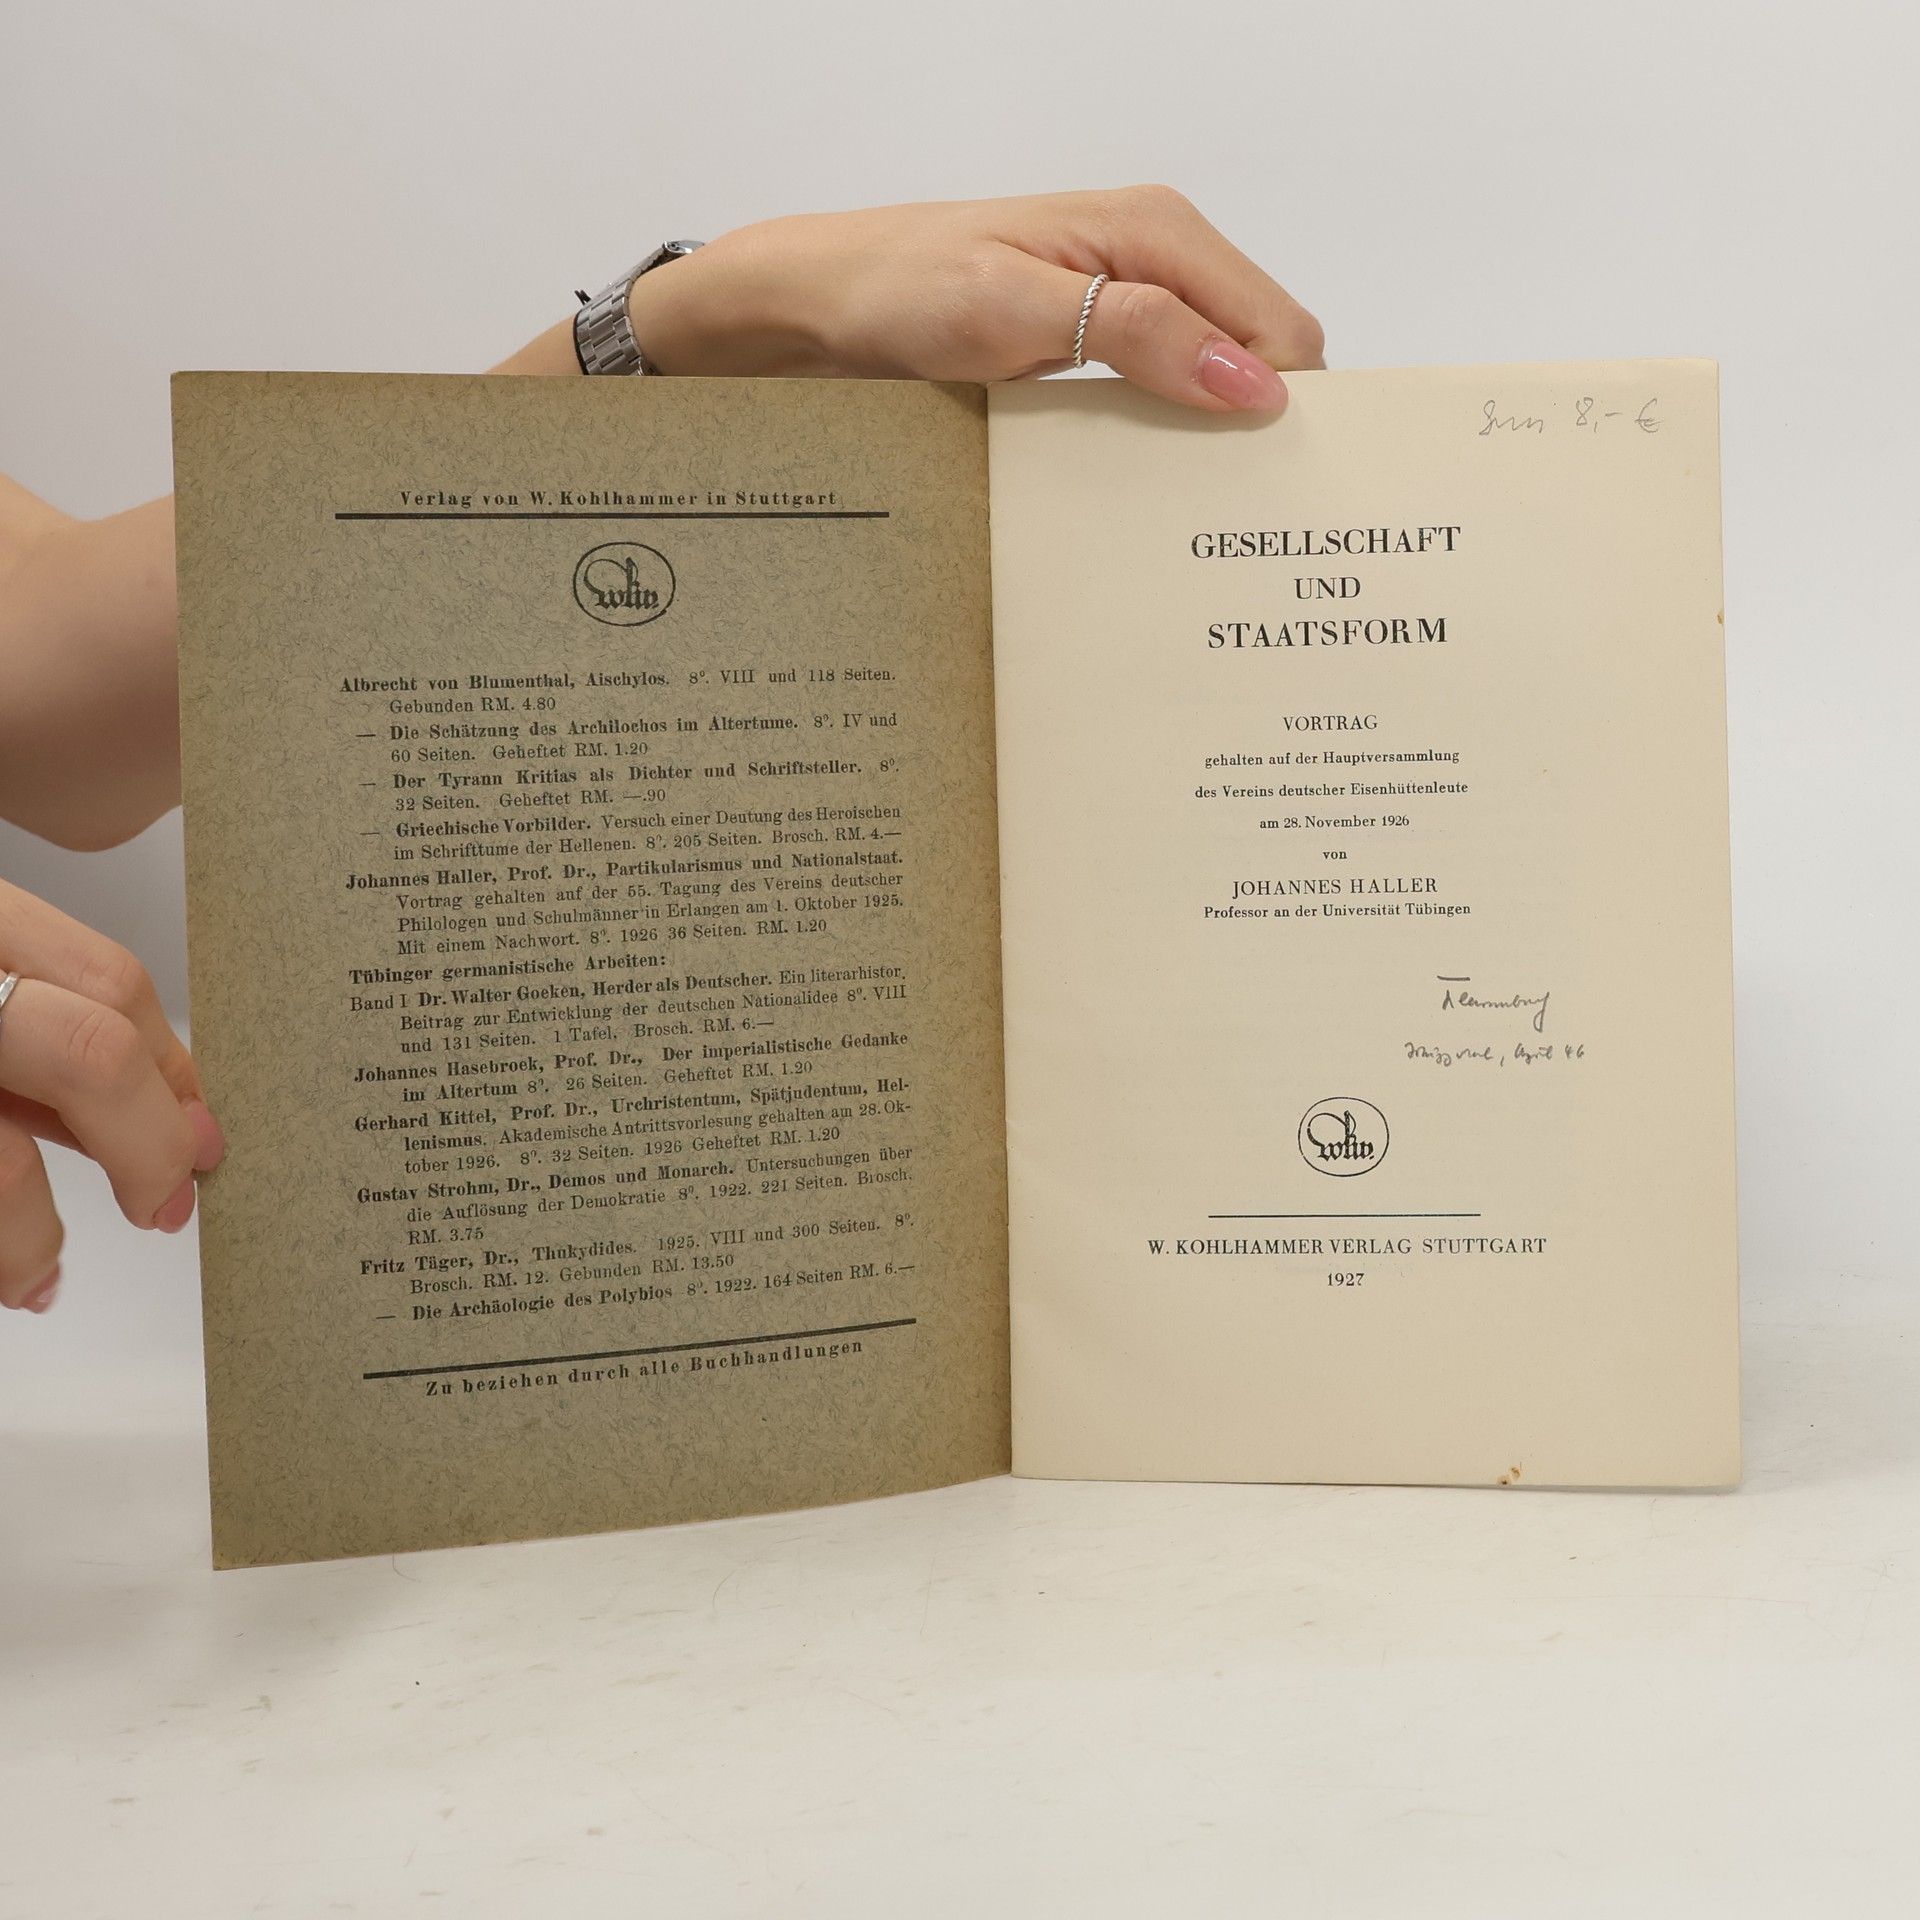 Verlag von W. Kohlhammer in Stuttgart
Albrecht von Blumenthal, Aischylos. 8°. VIII und 118 Seiten.
Gebunden RM. 4.80
— Die Schätzung des Archilochos im Altertume. 8°. IV und
60 Seiten. Geheftet RM. 1.20
— Der Tyrann Kritias als Dichter und Schriftsteller. 8°.
32 Seiten. Geheftet RM. —.90
— Griechische Vorbilder. Versuch einer Deutung des Heroischen
im Schrifttume der Hellenen. 8°. 205 Seiten. Brosch. RM. 4.—
Johannes Haller, Prof. Dr., Partikularismus und Nationalstaat.
Vortrag gehalten auf der 55. Tagung des Vereins deutscher
Philologen und Schulmänner in Erlangen am 1. Oktober 1925.
Mit einem Nachwort. 8°. 1926 36 Seiten. RM. 1.20
Tübinger germanistische Arbeiten:
Band I Dr. Walter Goeken, Herder als Deutscher. Ein literarhistor.
Beitrag zur Entwicklung der deutschen Nationalidee 8°. VIII
und 131 Seiten. 1 Tafel. Brosch. RM. 6.—
Johannes Hasebroek, Prof. Dr., Der imperialistische Gedanke
im Altertum 8°. 26 Seiten. Geheftet RM. 1.20
Gerhard Kittel, Prof. Dr., Urchristentum, Spätjudentum, Hel-
lenismus. Akademische Antrittsvorlesung gehalten am 28. Ok-
tober 1926. 8°. 32 Seiten. 1926 Geheftet RM. 1.20
Gustav Strohm, Dr., Demos und Monarch. Untersuchungen über
die Auflösung der Demokratie 8°. 1922. 221 Seiten. Brosch.
RM. 3.75
Fritz Täger, Dr., Thukydides. 1925. VIII und 300 Seiten. 8°.
Brosch. RM. 12. Gebunden RM. 13.50
— Die Archäologie des Polybios 8°. 1922. 164 Seiten RM. 6.—
Zu beziehen durch alle Buchhandlungen
8,- €
GESELLSCHAFT
UND
STAATSFORM
VORTRAG
gehalten auf der Hauptversammlung
des Vereins deutscher Eisenhüttenleute
am 28. November 1926
von
JOHANNES HALLER
Professor an der Universität Tübingen
April 46
W. KOHLHAMMER VERLAG STUTTGART
1927